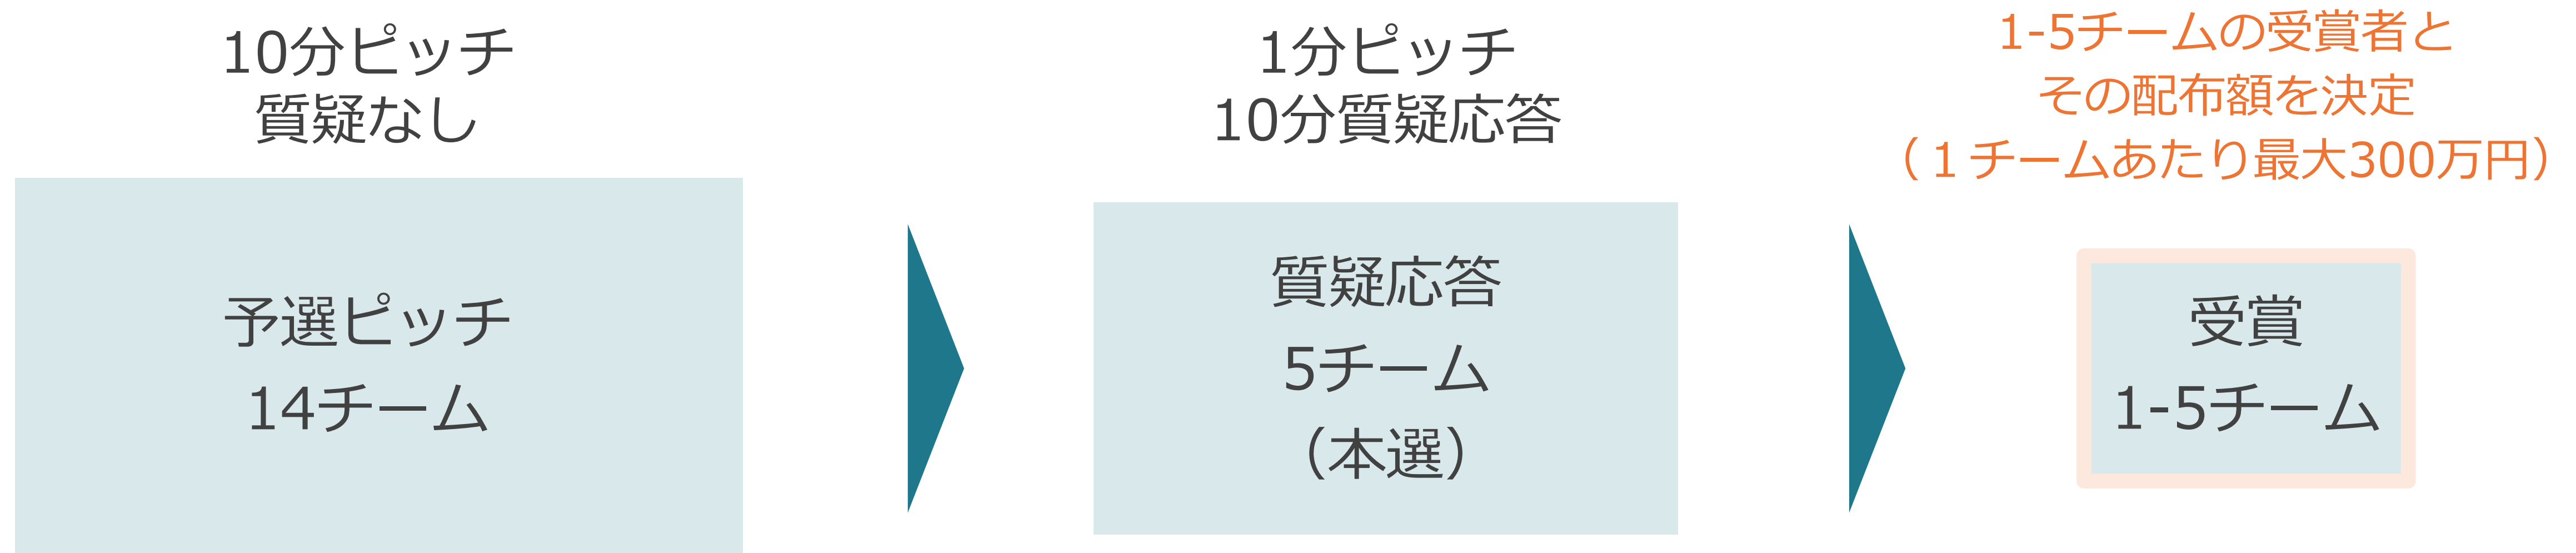 10分ピッチ
質疑なし
予選ピッチ
14チーム
1分ピッチ
10分質疑応答
質疑応答
5チーム
（本選）
1-5チームの受賞者と
その配布額を決定
（１チームあたり最大300万円）
受賞
1-5チーム